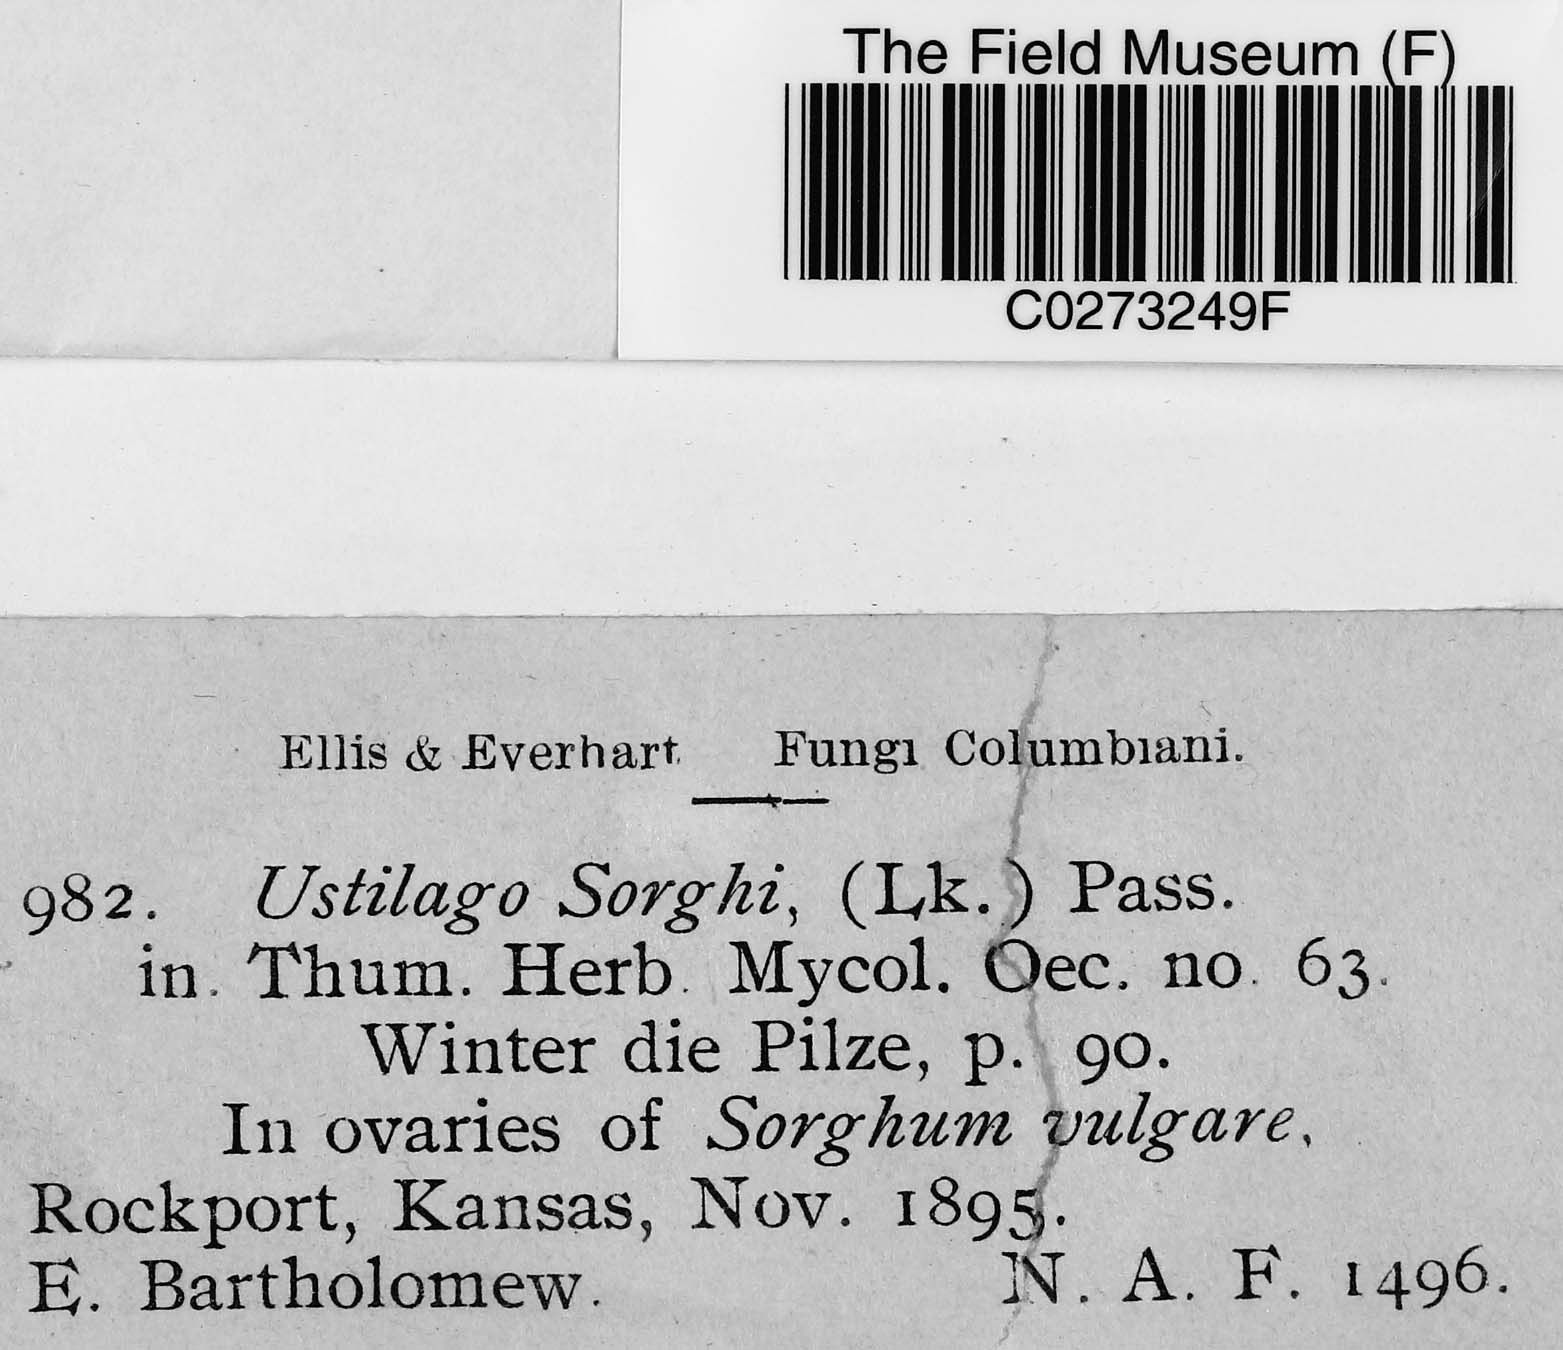 The Field Museum (F)
C0273249F
Ellis & Everhart. Fungi Columbiani.
982. Ustilago Sorghi, (Lk.) Pass.
in. Thum. Herb. Mycol. Oec. no. 63.
Winter die Pilze, p. 90.
In ovaries of Sorghum vulgare,
Rockport, Kansas, Nov. 1895.
E. Bartholomew. N. A. F. 1496.